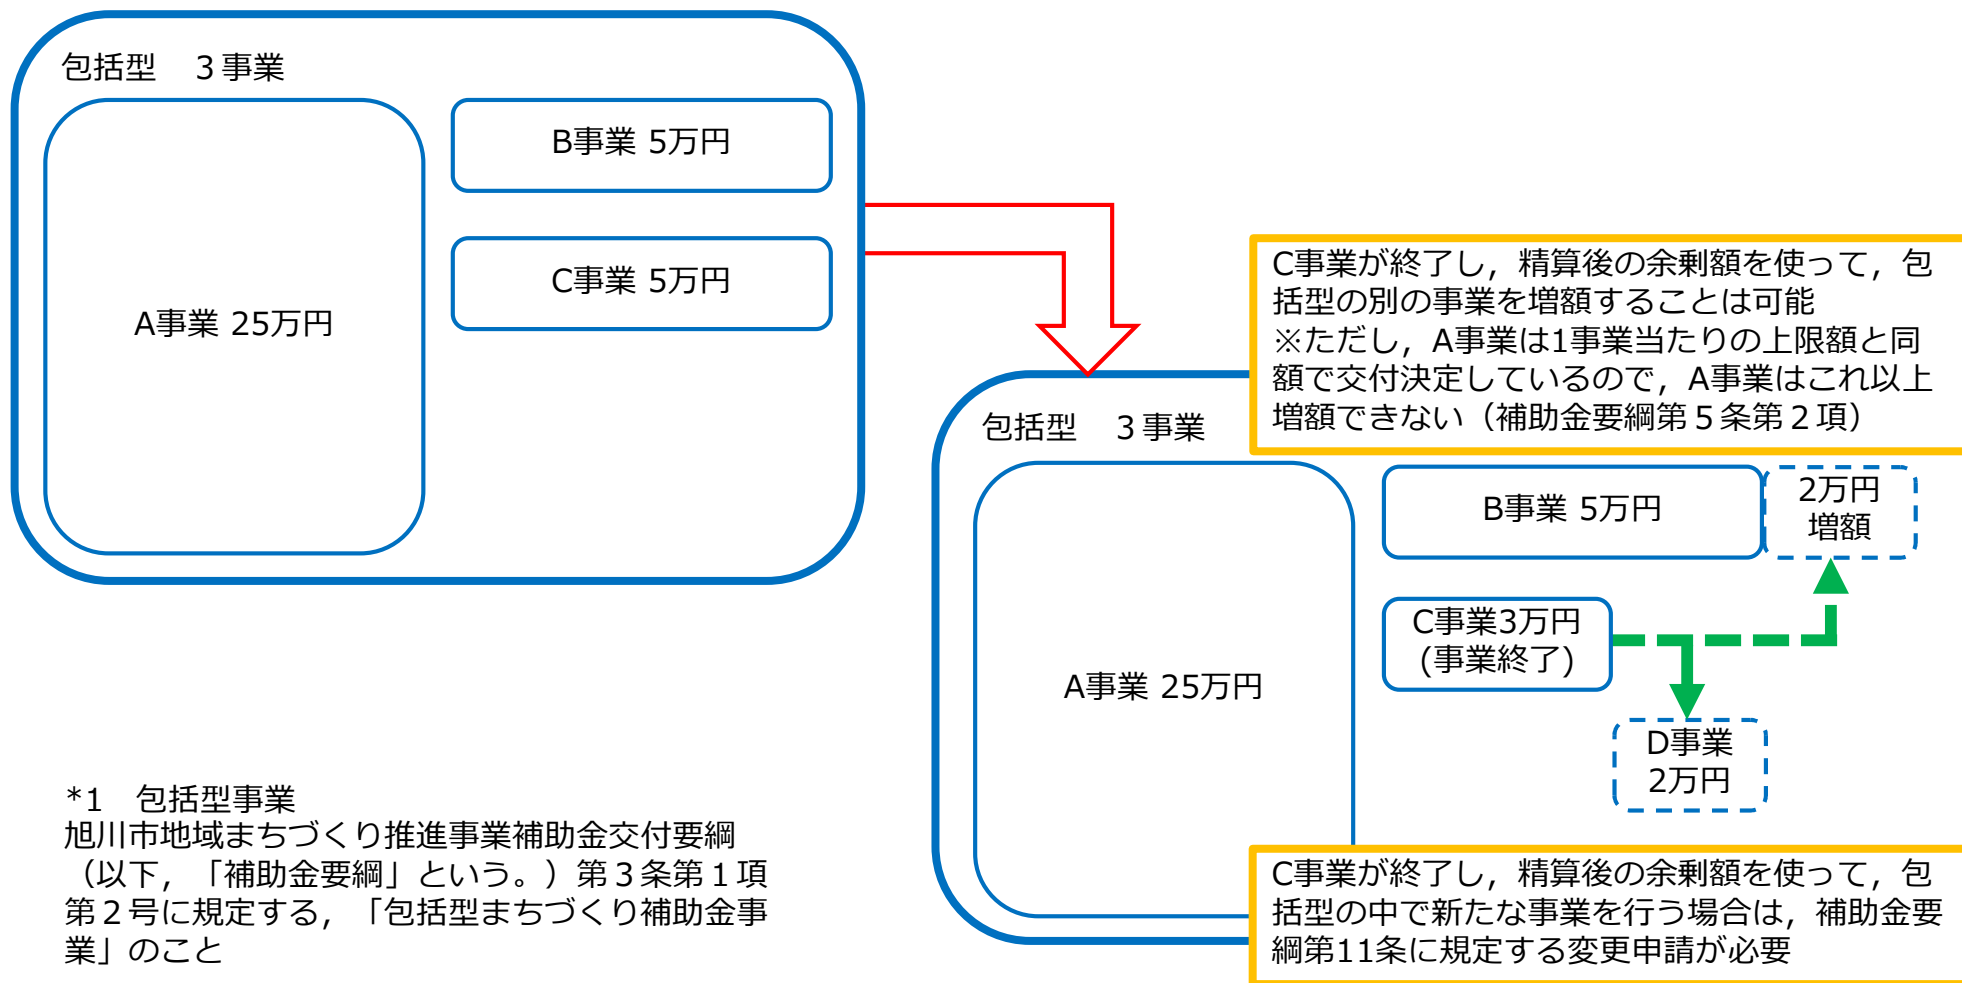 包括型　３事業
A事業 25万円
B事業 5万円
C事業 5万円
C事業が終了し，精算後の余剰額を使って，包
括型の別の事業を増額することは可能
※ただし，A事業は1事業当たりの上限額と同
額で交付決定しているので，A事業はこれ以上
増額できない（補助金要綱第５条第２項）
包括型　３事業
A事業 25万円
B事業 5万円
2万円
増額
C事業3万円
(事業終了)
D事業
2万円
C事業が終了し，精算後の余剰額を使って，包
括型の中で新たな事業を行う場合は，補助金要
綱第11条に規定する変更申請が必要
*1　包括型事業
旭川市地域まちづくり推進事業補助金交付要綱
（以下，「補助金要綱」という。）第３条第１項
第２号に規定する，「包括型まちづくり補助金事
業」のこと